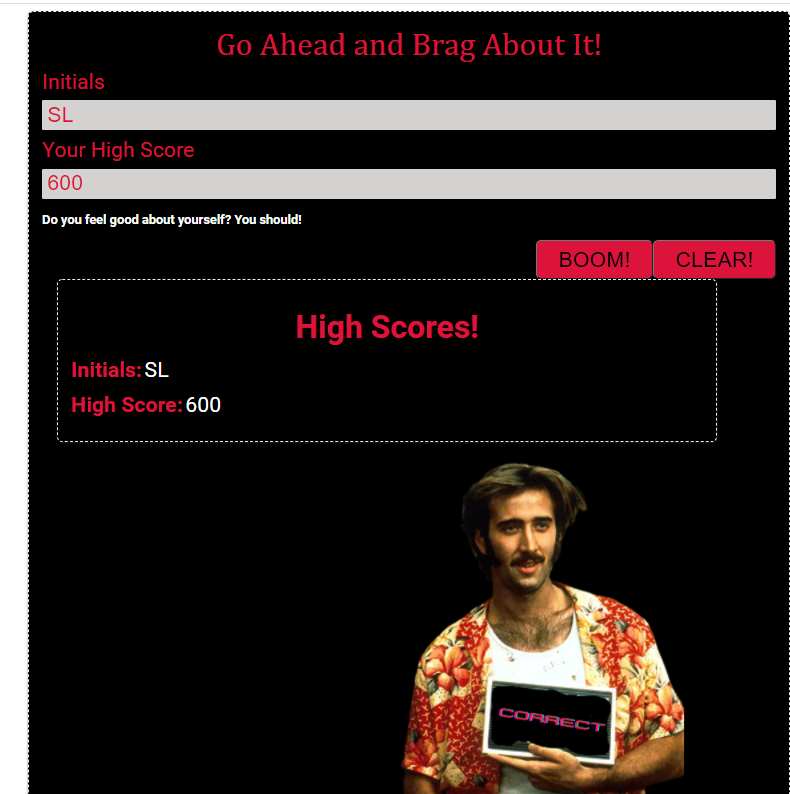 Go Ahead and Brag About It!
Initials
SL
Your High Score
600
Do you feel good about yourself? You should!
BOOM! CLEAR!
High Scores!
Initials: SL
High Score: 600
CORRECT